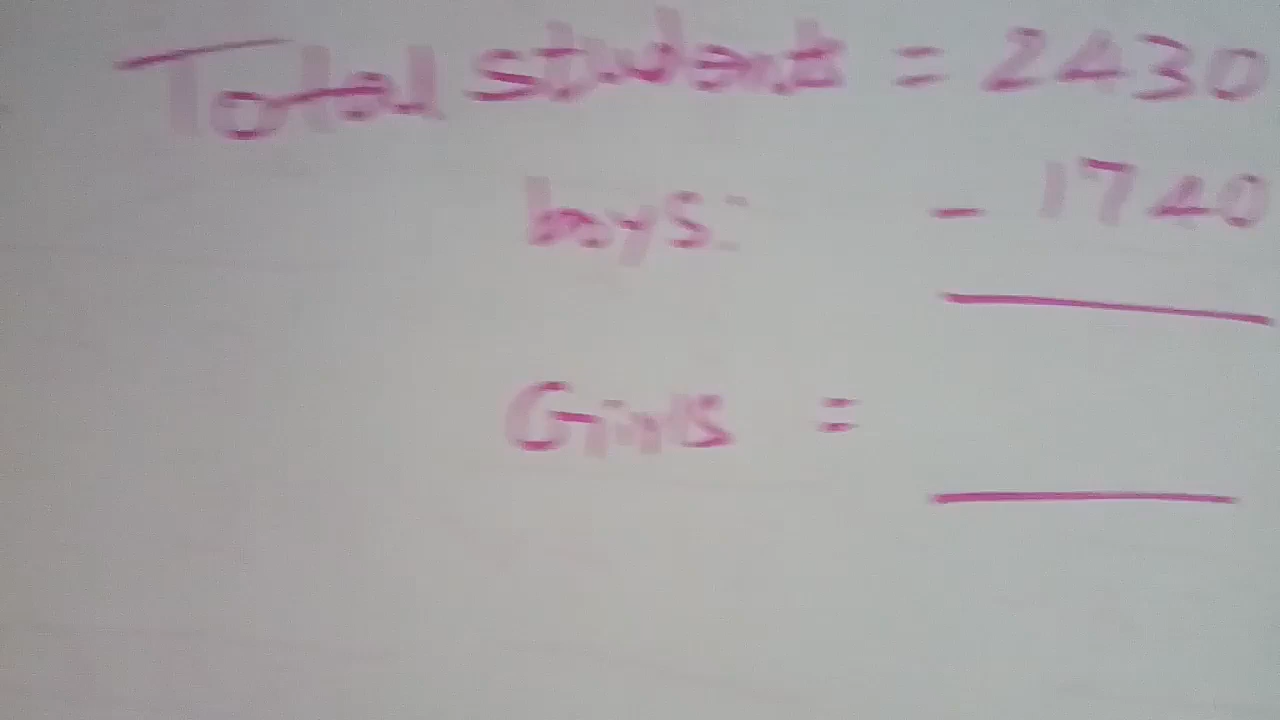 Total students = 2430
boys: - 1740
Girls =